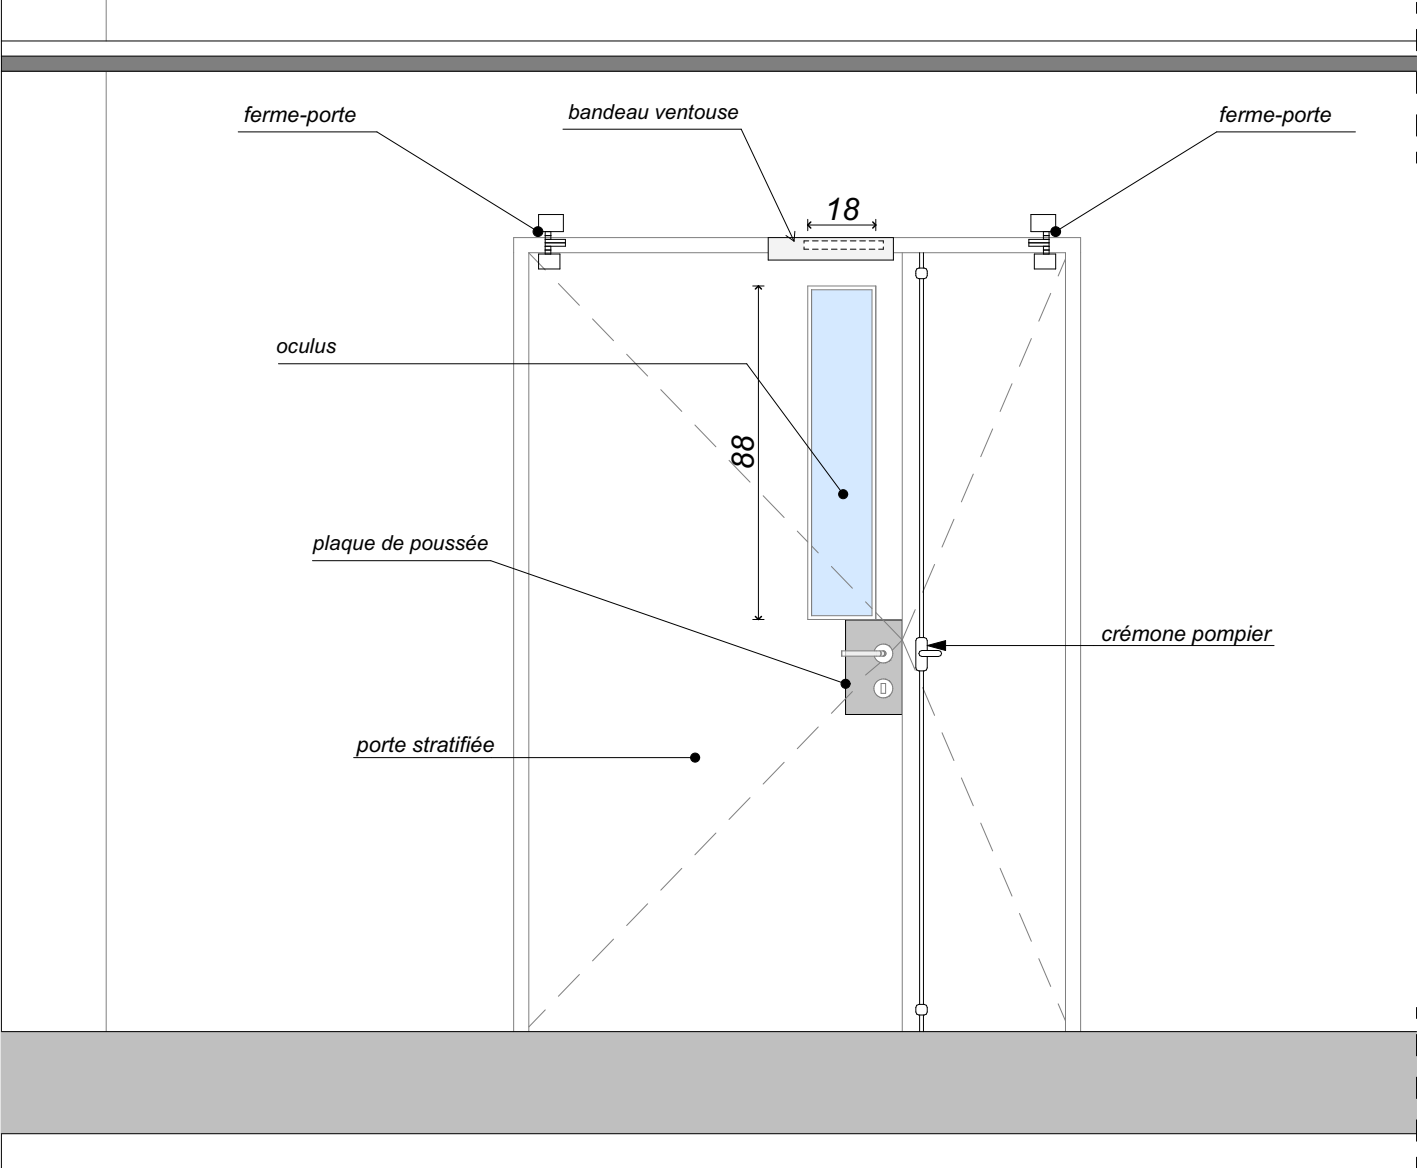 ferme-porte
bandeau ventouse
ferme-porte
18
oculus
88
plaque de poussée
crémone pompier
porte stratifiée